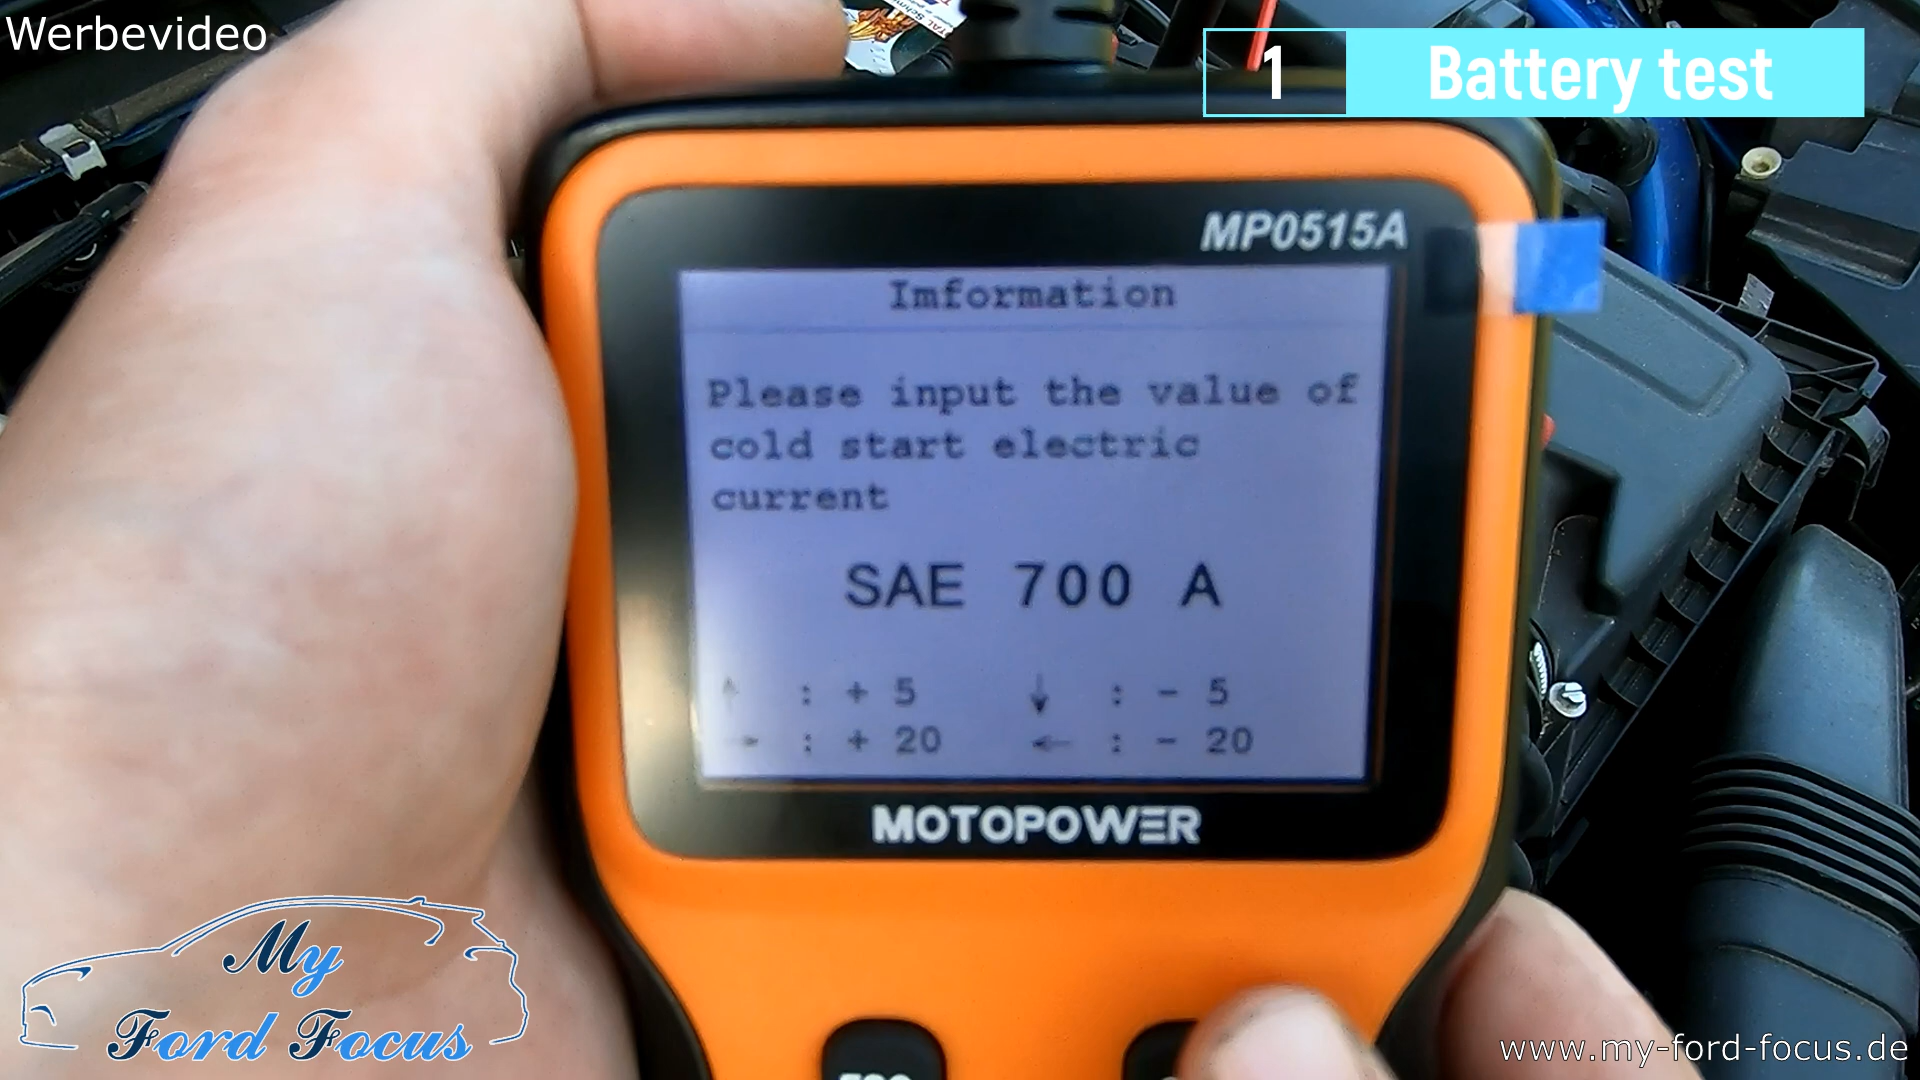 Werbevideo
1 Battery test
MP0515A
Imformation
Please input the value of
cold start electric
current
SAE 700 A
↑ : + 5 ↓ : - 5
→ : + 20 ← : - 20
MOTOPOWER
My
Ford Focus
www.my-ford-focus.de